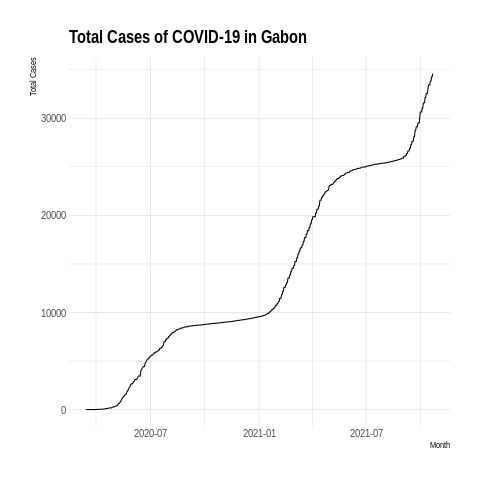 Total Cases of COVID-19 in Gabon
Total Cases
30000
20000
10000
0
2020-07
2021-01
2021-07
Month